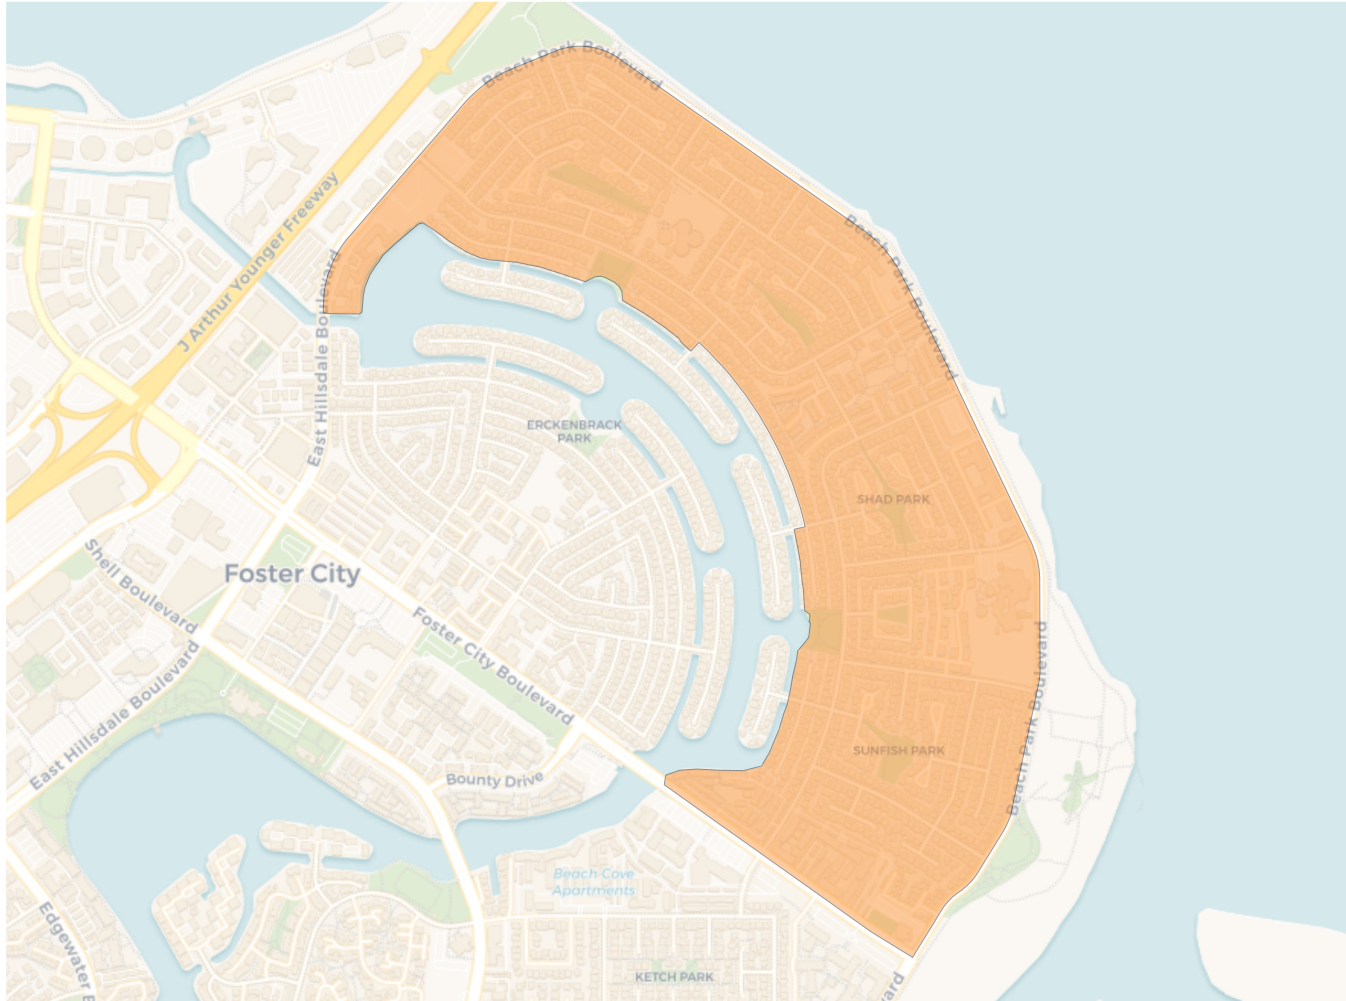 Beach Park Boulevard
J Arthur Younger Freeway
Beach Park Boulevard
East Hillsdale Boulevard
ERCKENBRACK
PARK
SHAD PARK
Shell Boulevard
Foster City
Foster City Boulevard
East Hillsdale Boulevard
Beach Park Boulevard
SUNFISH PARK
Bounty Drive
Beach Cove
Apartments
Edgewater B
KETCH PARK
vard